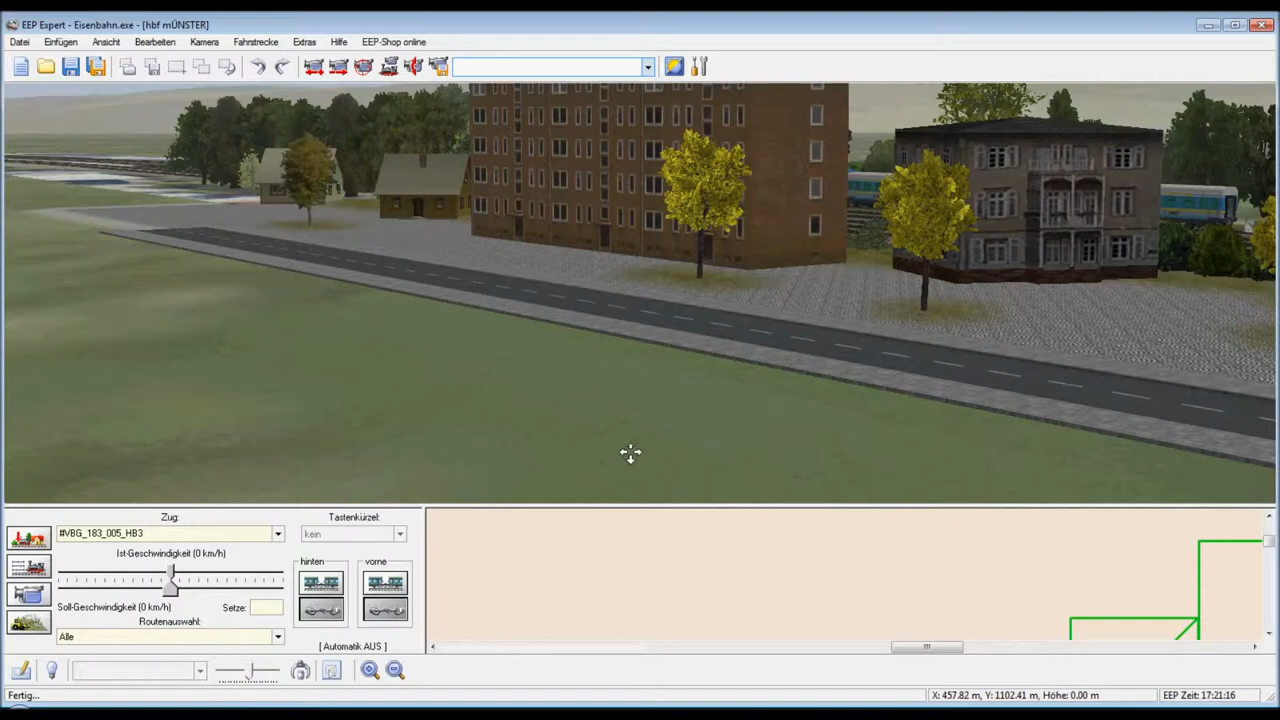 EEP Expert - Eisenbahn.exe - [hbf mÜNSTER]
Datei Einfügen Ansicht Bearbeiten Kamera Fahrstrecke Extras Hilfe EEP-Shop online
Zug:
Tastenkürzel:
#VBG_183_005_HB3
kein
Ist-Geschwindigkeit (0 km/h)
hinten
vorne
Soll-Geschwindigkeit (0 km/h)
Setze:
Routenauswahl:
Alle
[ Automatik AUS ]
Fertig...
X: 457.82 m, Y: 1102.41 m, Höhe: 0.00 m
EEP Zeit: 17:21:16